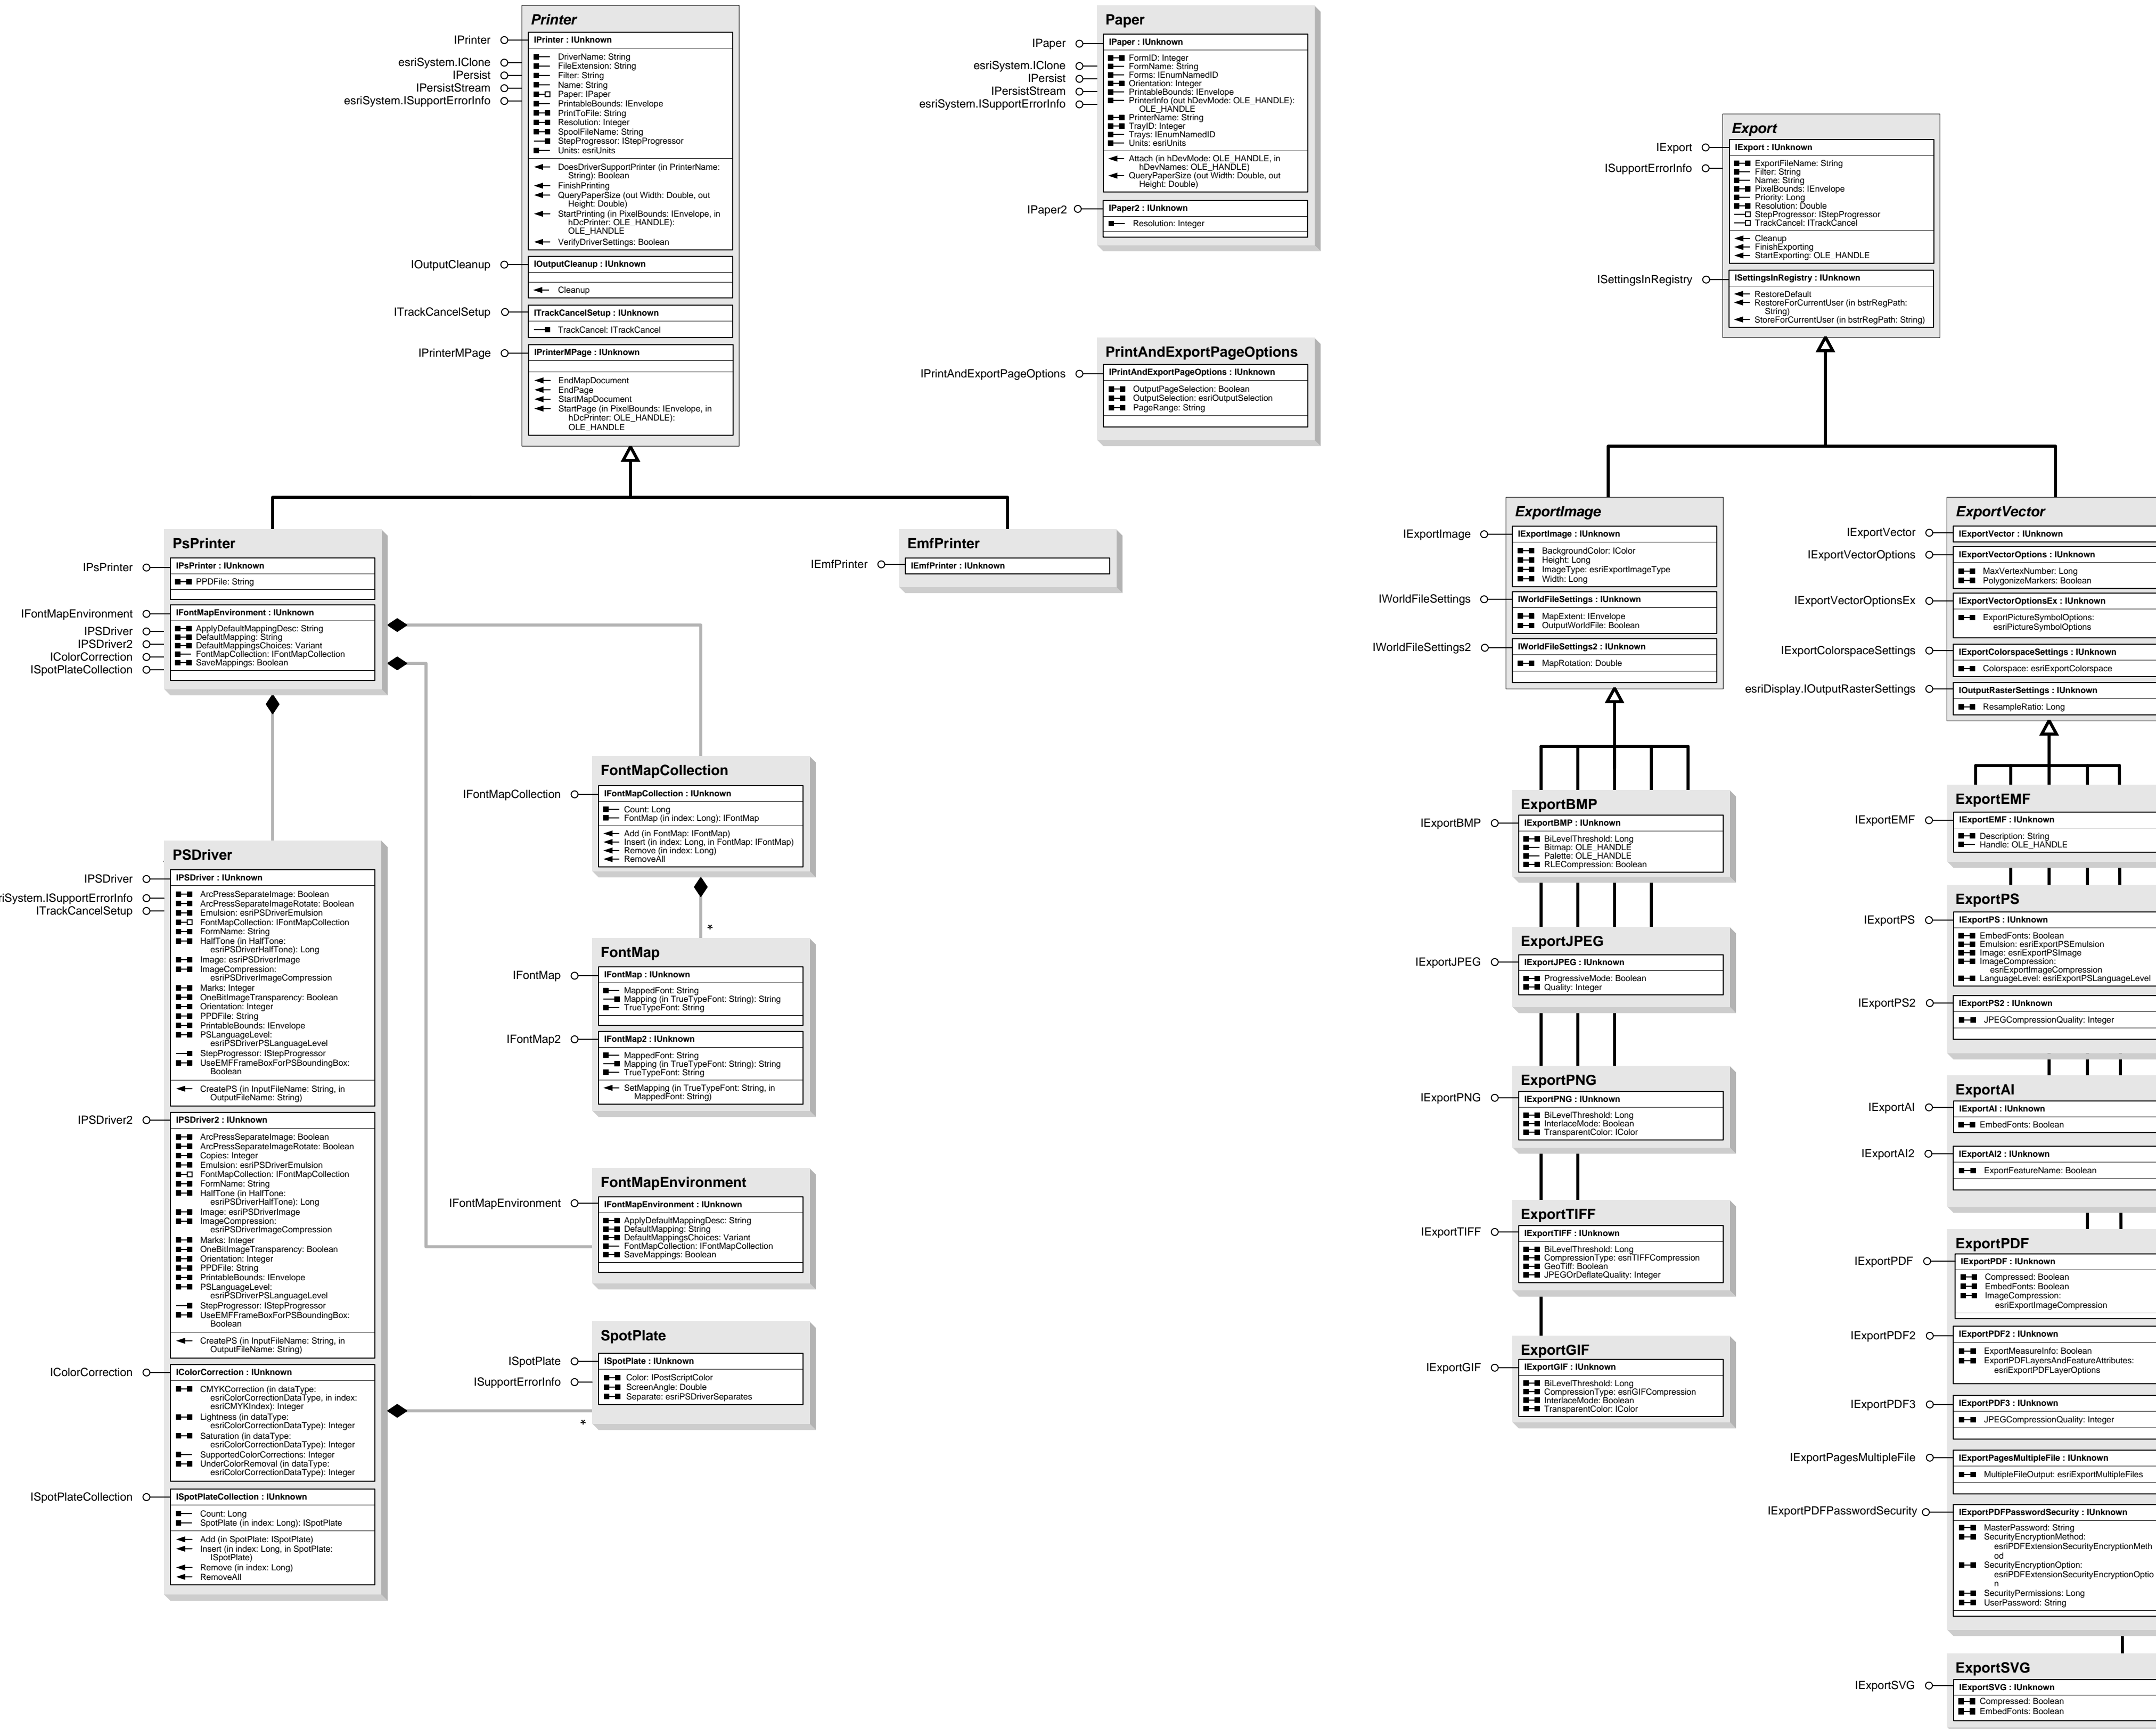 Printer
IPrinter
IPrinter : IUnknown
DriverName: String
esriSystem.IClone
FileExtension: String
IPersist
Filter: String
Name: String
IPersistStream
Paper: IPaper
esriSystem.ISupportErrorInfo
PrintableBounds: IEnvelope
PrintToFile: String
Resolution: Integer
SpoolFileName: String
StepProgressor: IStepProgressor
Units: esriUnits
DoesDriverSupportPrinter (in PrinterName:
String): Boolean
FinishPrinting
QueryPaperSize (out Width: Double, out
Height: Double)
StartPrinting (in PixelBounds: IEnvelope, in
hDcPrinter: OLE_HANDLE):
OLE_HANDLE
VerifyDriverSettings: Boolean
IOutputCleanup
IOutputCleanup : IUnknown
Cleanup
ITrackCancelSetup
ITrackCancelSetup : IUnknown
TrackCancel: ITrackCancel
IPrinterMPage
IPrinterMPage : IUnknown
EndMapDocument
EndPage
StartMapDocument
StartPage (in PixelBounds: IEnvelope, in
hDcPrinter: OLE_HANDLE):
OLE_HANDLE
Paper
IPaper
IPaper : IUnknown
FormID: Integer
esriSystem.IClone
FormName: String
Forms: IEnumNamedID
IPersist
Orientation: Integer
IPersistStream
PrintableBounds: IEnvelope
esriSystem.ISupportErrorInfo
PrinterInfo (out hDevMode: OLE_HANDLE):
OLE_HANDLE
PrinterName: String
TrayID: Integer
Trays: IEnumNamedID
Units: esriUnits
Attach (in hDevMode: OLE_HANDLE, in
hDevNames: OLE_HANDLE)
QueryPaperSize (out Width: Double, out
Height: Double)
IPaper2
IPaper2 : IUnknown
Resolution: Integer
PrintAndExportPageOptions
IPrintAndExportPageOptions
IPrintAndExportPageOptions : IUnknown
OutputPageSelection: Boolean
OutputSelection: esriOutputSelection
PageRange: String
Export
IExport
IExport : IUnknown
ISupportErrorInfo
ExportFileName: String
Filter: String
Name: String
PixelBounds: IEnvelope
Priority: Long
Resolution: Double
StepProgressor: IStepProgressor
TrackCancel: ITrackCancel
Cleanup
FinishExporting
StartExporting: OLE_HANDLE
ISettingsInRegistry
ISettingsInRegistry : IUnknown
RestoreDefault
RestoreForCurrentUser (in bstrRegPath:
String)
StoreForCurrentUser (in bstrRegPath: String)
PsPrinter
IPsPrinter
IPsPrinter : IUnknown
PPDFile: String
IFontMapEnvironment
IFontMapEnvironment : IUnknown
IPSDriver
ApplyDefaultMappingDesc: String
DefaultMapping: String
IPSDriver2
DefaultMappingsChoices: Variant
IColorCorrection
FontMapCollection: IFontMapCollection
ISpotPlateCollection
SaveMappings: Boolean
EmfPrinter
IEmfPrinter
IEmfPrinter : IUnknown
FontMapCollection
IFontMapCollection
IFontMapCollection : IUnknown
Count: Long
FontMap (in index: Long): IFontMap
Add (in FontMap: IFontMap)
Insert (in index: Long, in FontMap: IFontMap)
Remove (in index: Long)
RemoveAll
*
FontMap
IFontMap
IFontMap : IUnknown
MappedFont: String
Mapping (in TrueTypeFont: String): String
TrueTypeFont: String
IFontMap2
IFontMap2 : IUnknown
MappedFont: String
Mapping (in TrueTypeFont: String): String
TrueTypeFont: String
SetMapping (in TrueTypeFont: String, in
MappedFont: String)
FontMapEnvironment
IFontMapEnvironment
IFontMapEnvironment : IUnknown
ApplyDefaultMappingDesc: String
DefaultMapping: String
DefaultMappingsChoices: Variant
FontMapCollection: IFontMapCollection
SaveMappings: Boolean
SpotPlate
ISpotPlate
ISpotPlate : IUnknown
ISupportErrorInfo
Color: IPostScriptColor
ScreenAngle: Double
Separate: esriPSDriverSeparates
*
PSDriver
IPSDriver
IPSDriver : IUnknown
riSystem.ISupportErrorInfo
ITrackCancelSetup
ArcPressSeparateImage: Boolean
ArcPressSeparateImageRotate: Boolean
Emulsion: esriPSDriverEmulsion
FontMapCollection: IFontMapCollection
FormName: String
HalfTone (in HalfTone:
esriPSDriverHalfTone): Long
Image: esriPSDriverImage
ImageCompression:
esriPSDriverImageCompression
Marks: Integer
OneBitImageTransparency: Boolean
Orientation: Integer
PPDFile: String
PrintableBounds: IEnvelope
PSLanguageLevel:
esriPSDriverPSLanguageLevel
StepProgressor: IStepProgressor
UseEMFFrameBoxForPSBoundingBox:
Boolean
CreatePS (in InputFileName: String, in
OutputFileName: String)
IPSDriver2
IPSDriver2 : IUnknown
ArcPressSeparateImage: Boolean
ArcPressSeparateImageRotate: Boolean
Copies: Integer
Emulsion: esriPSDriverEmulsion
FontMapCollection: IFontMapCollection
FormName: String
HalfTone (in HalfTone:
esriPSDriverHalfTone): Long
Image: esriPSDriverImage
ImageCompression:
esriPSDriverImageCompression
Marks: Integer
OneBitImageTransparency: Boolean
Orientation: Integer
PPDFile: String
PrintableBounds: IEnvelope
PSLanguageLevel:
esriPSDriverPSLanguageLevel
StepProgressor: IStepProgressor
UseEMFFrameBoxForPSBoundingBox:
Boolean
CreatePS (in InputFileName: String, in
OutputFileName: String)
IColorCorrection
IColorCorrection : IUnknown
CMYKCorrection (in dataType:
esriColorCorrectionDataType, in index:
esriCMYKIndex): Integer
Lightness (in dataType:
esriColorCorrectionDataType): Integer
Saturation (in dataType:
esriColorCorrectionDataType): Integer
SupportedColorCorrections: Integer
UnderColorRemoval (in dataType:
esriColorCorrectionDataType): Integer
ISpotPlateCollection
ISpotPlateCollection : IUnknown
Count: Long
SpotPlate (in index: Long): ISpotPlate
Add (in SpotPlate: ISpotPlate)
Insert (in index: Long, in SpotPlate:
ISpotPlate)
Remove (in index: Long)
RemoveAll
ExportImage
IExportImage
IExportImage : IUnknown
BackgroundColor: IColor
Height: Long
ImageType: esriExportImageType
Width: Long
IWorldFileSettings
IWorldFileSettings : IUnknown
MapExtent: IEnvelope
OutputWorldFile: Boolean
IWorldFileSettings2
IWorldFileSettings2 : IUnknown
MapRotation: Double
ExportBMP
IExportBMP
IExportBMP : IUnknown
BiLevelThreshold: Long
Bitmap: OLE_HANDLE
Palette: OLE_HANDLE
RLECompression: Boolean
ExportJPEG
IExportJPEG
IExportJPEG : IUnknown
ProgressiveMode: Boolean
Quality: Integer
ExportPNG
IExportPNG
IExportPNG : IUnknown
BiLevelThreshold: Long
InterlaceMode: Boolean
TransparentColor: IColor
ExportTIFF
IExportTIFF
IExportTIFF : IUnknown
BiLevelThreshold: Long
CompressionType: esriTIFFCompression
GeoTiff: Boolean
JPEGOrDeflateQuality: Integer
ExportGIF
IExportGIF
IExportGIF : IUnknown
BiLevelThreshold: Long
CompressionType: esriGIFCompression
InterlaceMode: Boolean
TransparentColor: IColor
ExportVector
IExportVector
IExportVector : IUnknown
IExportVectorOptions
IExportVectorOptions : IUnknown
MaxVertexNumber: Long
PolygonizeMarkers: Boolean
IExportVectorOptionsEx
IExportVectorOptionsEx : IUnknown
ExportPictureSymbolOptions:
esriPictureSymbolOptions
IExportColorspaceSettings
IExportColorspaceSettings : IUnknown
Colorspace: esriExportColorspace
esriDisplay.IOutputRasterSettings
IOutputRasterSettings : IUnknown
ResampleRatio: Long
ExportEMF
IExportEMF
IExportEMF : IUnknown
Description: String
Handle: OLE_HANDLE
ExportPS
IExportPS
IExportPS : IUnknown
EmbedFonts: Boolean
Emulsion: esriExportPSEmulsion
Image: esriExportPSImage
ImageCompression:
esriExportImageCompression
LanguageLevel: esriExportPSLanguageLevel
IExportPS2
IExportPS2 : IUnknown
JPEGCompressionQuality: Integer
ExportAI
IExportAI
IExportAI : IUnknown
EmbedFonts: Boolean
IExportAI2
IExportAI2 : IUnknown
ExportFeatureName: Boolean
ExportPDF
IExportPDF
IExportPDF : IUnknown
Compressed: Boolean
EmbedFonts: Boolean
ImageCompression:
esriExportImageCompression
IExportPDF2
IExportPDF2 : IUnknown
ExportMeasureInfo: Boolean
ExportPDFLayersAndFeatureAttributes:
esriExportPDFLayerOptions
IExportPDF3
IExportPDF3 : IUnknown
JPEGCompressionQuality: Integer
IExportPagesMultipleFile
IExportPagesMultipleFile : IUnknown
MultipleFileOutput: esriExportMultipleFiles
IExportPDFPasswordSecurity
IExportPDFPasswordSecurity : IUnknown
MasterPassword: String
SecurityEncryptionMethod:
esriPDFExtensionSecurityEncryptionMeth
od
SecurityEncryptionOption:
esriPDFExtensionSecurityEncryptionOptio
n
SecurityPermissions: Long
UserPassword: String
ExportSVG
IExportSVG
IExportSVG : IUnknown
Compressed: Boolean
EmbedFonts: Boolean